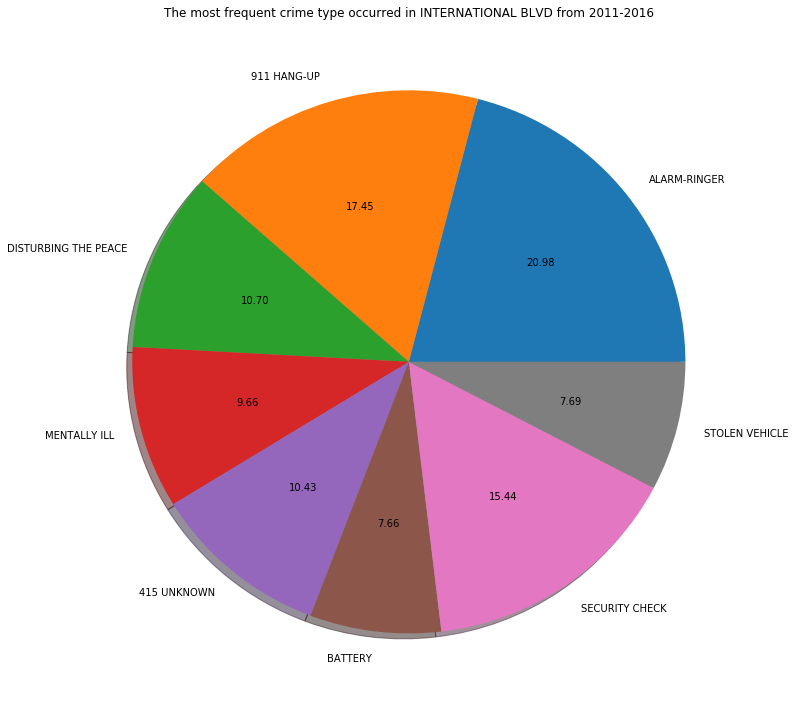 The most frequent crime type occurred in INTERNATIONAL BLVD from 2011-2016
911 HANG-UP
ALARM-RINGER
17.45
DISTURBING THE PEACE
20.98
10.70
MENTALLY ILL
9.66
7.69
STOLEN VEHICLE
10.43
15.44
7.66
415 UNKNOWN
SECURITY CHECK
BATTERY